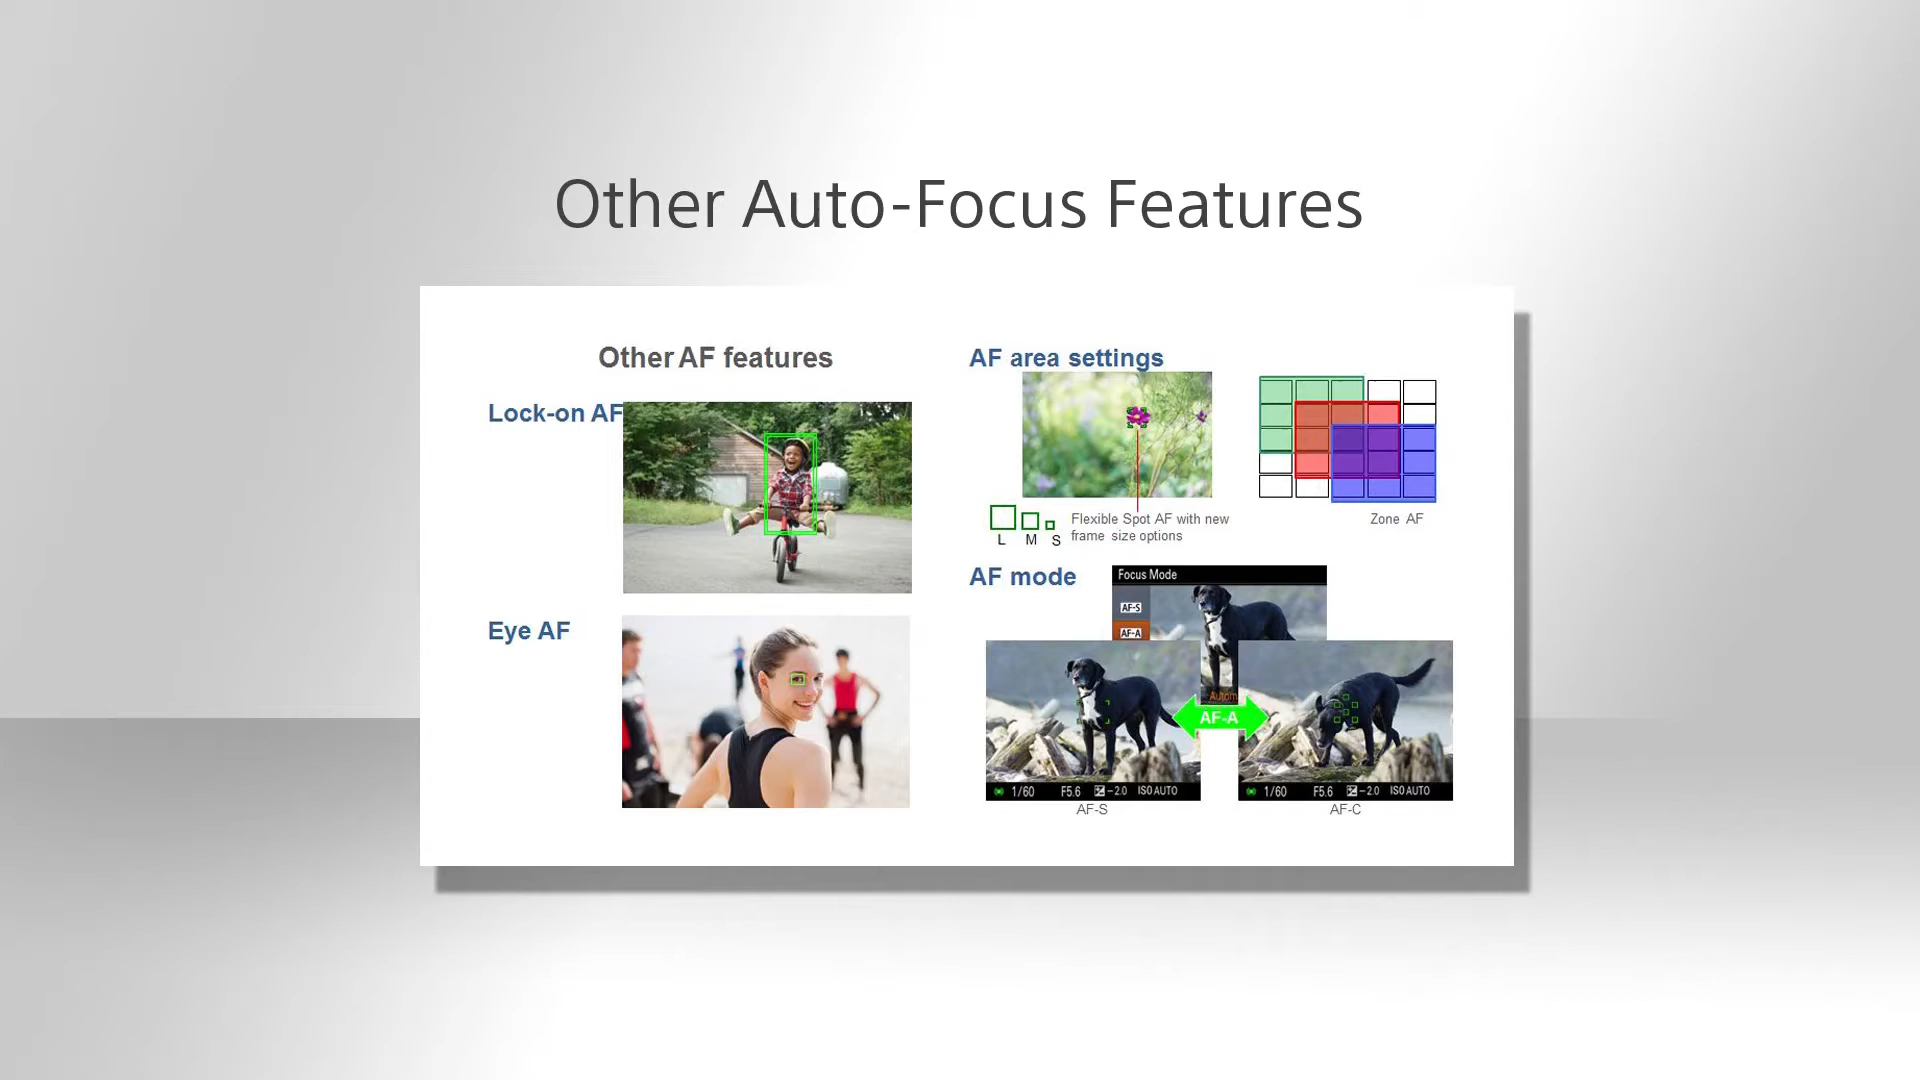 Other Auto-Focus Features
Other AF features
Lock-on AF
Eye AF
AF area settings
L M S
Flexible Spot AF with new
frame size options
Zone AF
AF mode
Focus Mode
AF-S
AF-A
Autom
AF-A
1/60 F5.6 -2.0 ISO AUTO
AF-S
1/60 F5.6 -2.0 ISO AUTO
AF-C